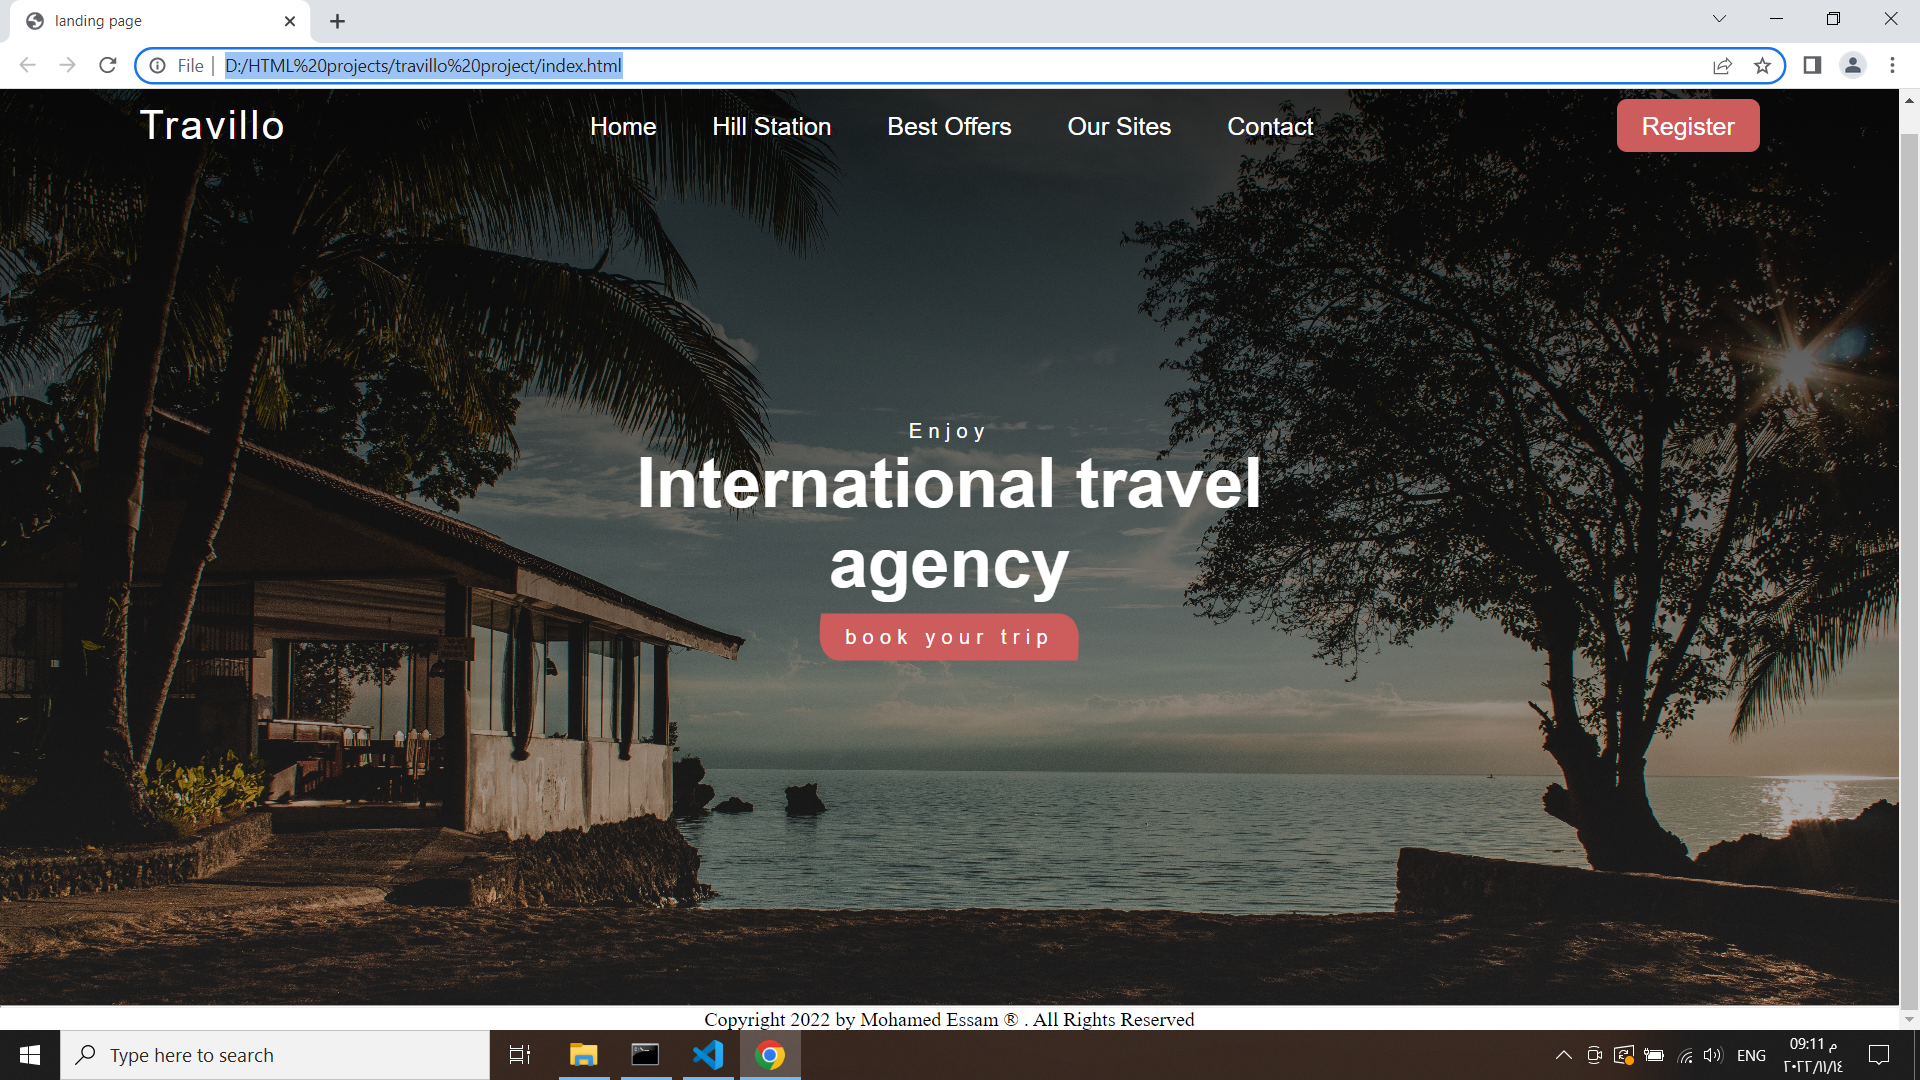 landing page
File | D:/HTML%20projects/travillo%20project/index.html
Travillo Home Hill Station Best Offers Our Sites Contact Register
Enjoy
International travel
agency
book your trip
Copyright 2022 by Mohamed Essam ® . All Rights Reserved
Type here to search
ENG
09:11 م
٢٠٢٢/١١/١٤